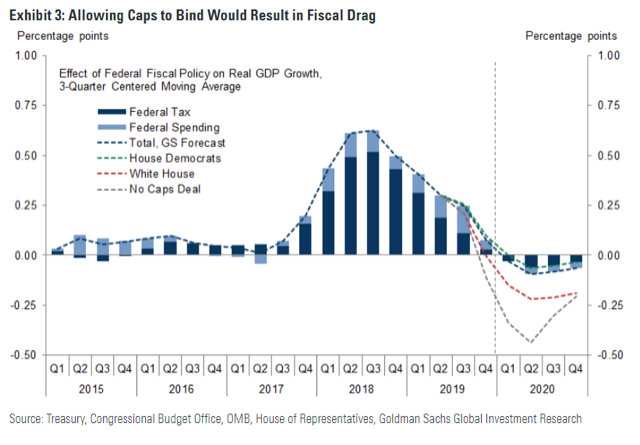 Exhibit 3: Allowing Caps to Bind Would Result in Fiscal Drag
Percentage points Percentage points
1.00 1.00
Effect of Federal Fiscal Policy on Real GDP Growth,
3-Quarter Centered Moving Average
0.75 0.75
Federal Tax
Federal Spending
Total, GS Forecast
House Democrats
White House
No Caps Deal
0.50 0.50
0.25 0.25
0.00 0.00
-0.25 -0.25
-0.50 -0.50
Q1 Q2 Q3 Q4 Q1 Q2 Q3 Q4 Q1 Q2 Q3 Q4 Q1 Q2 Q3 Q4 Q1 Q2 Q3 Q4 Q1 Q2 Q3 Q4
2015 2016 2017 2018 2019 2020
Source: Treasury, Congressional Budget Office, OMB, House of Representatives, Goldman Sachs Global Investment Research